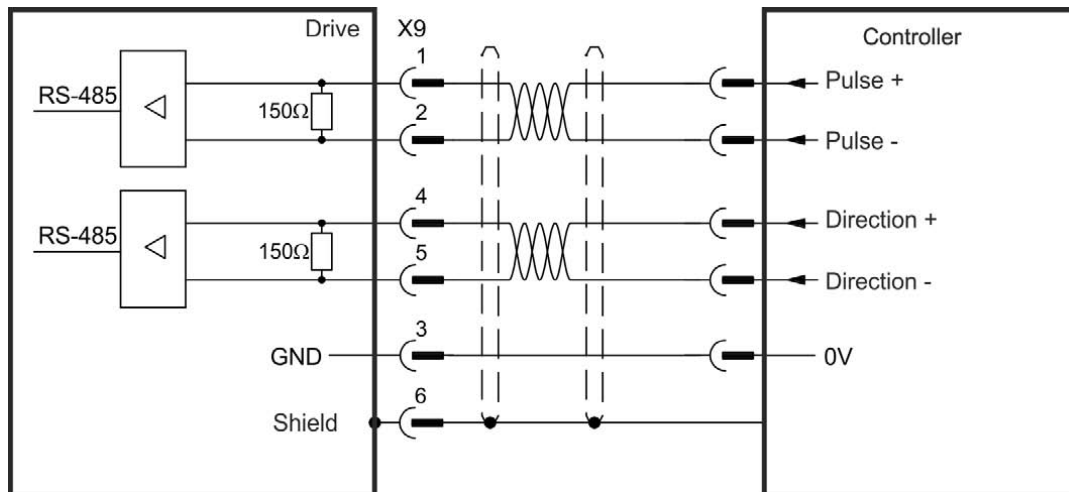 Drive X9
Controller
1
Pulse +
RS-485
150Ω
2
Pulse -
4
Direction +
RS-485
150Ω
5
Direction -
3
GND
0V
6
Shield